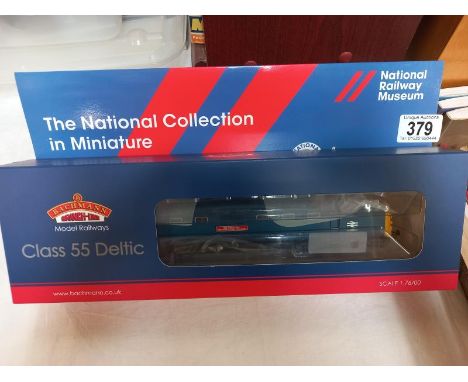 National
Railway
Museum
The National Collection
in Miniature
Unique Auctions
379
BACHMANN
BRANCH-LINE
Model Railways
Class 55 Deltic
www.bachmann.co.uk
SCALE 1:76/OO